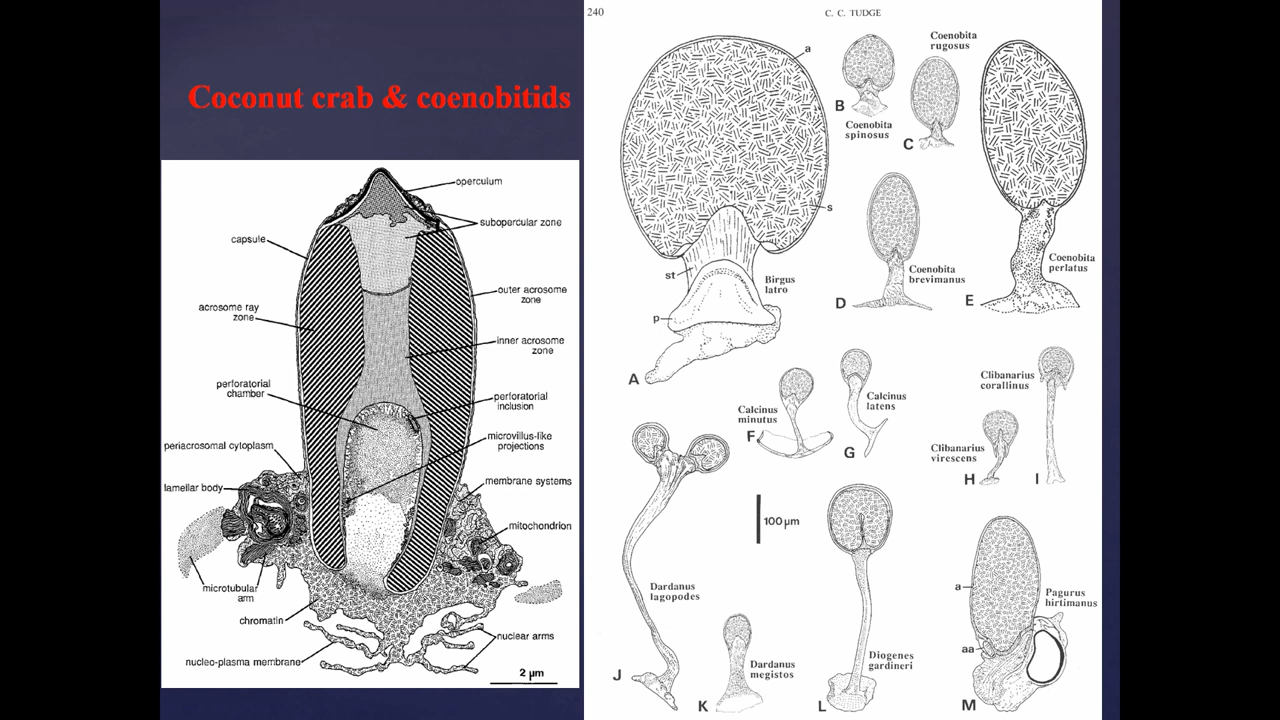 Coconut crab & coenobitids
operculum
subopercular zone
capsule
outer acrosome
zone
acrosome ray
zone
inner acrosome
zone
perforatorial
chamber
perforatorial
inclusion
microvillus-like
projections
periacrosomal cytoplasm
membrane systems
lamellar body
mitochondrion
microtubular
arm
chromatin
nuclear arms
nucleo-plasma membrane
2 μm
240
C. C. TUDGE
a
s
st
p
Birgus
latro
A
B
Coenobita
spinosus
Coenobita
rugosus
C
Coenobita
brevimanus
D
Coenobita
perlatus
E
Calcinus
minutus
F
Calcinus
latens
G
Clibanarius
virescens
H
Clibanarius
corallinus
I
100 μm
Dardanus
lagopodes
J
Dardanus
megistos
K
Diogenes
gardineri
L
a
Pagurus
hirtimanus
aa
M